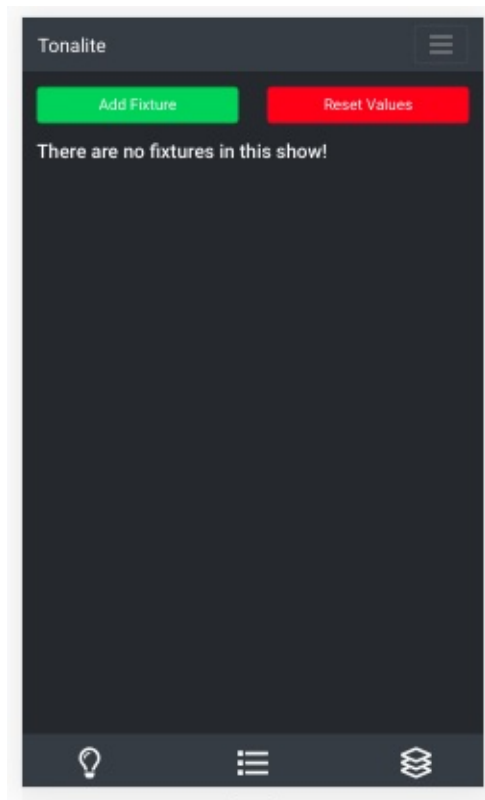 Tonalite
Add Fixture
Reset Values
There are no fixtures in this show!